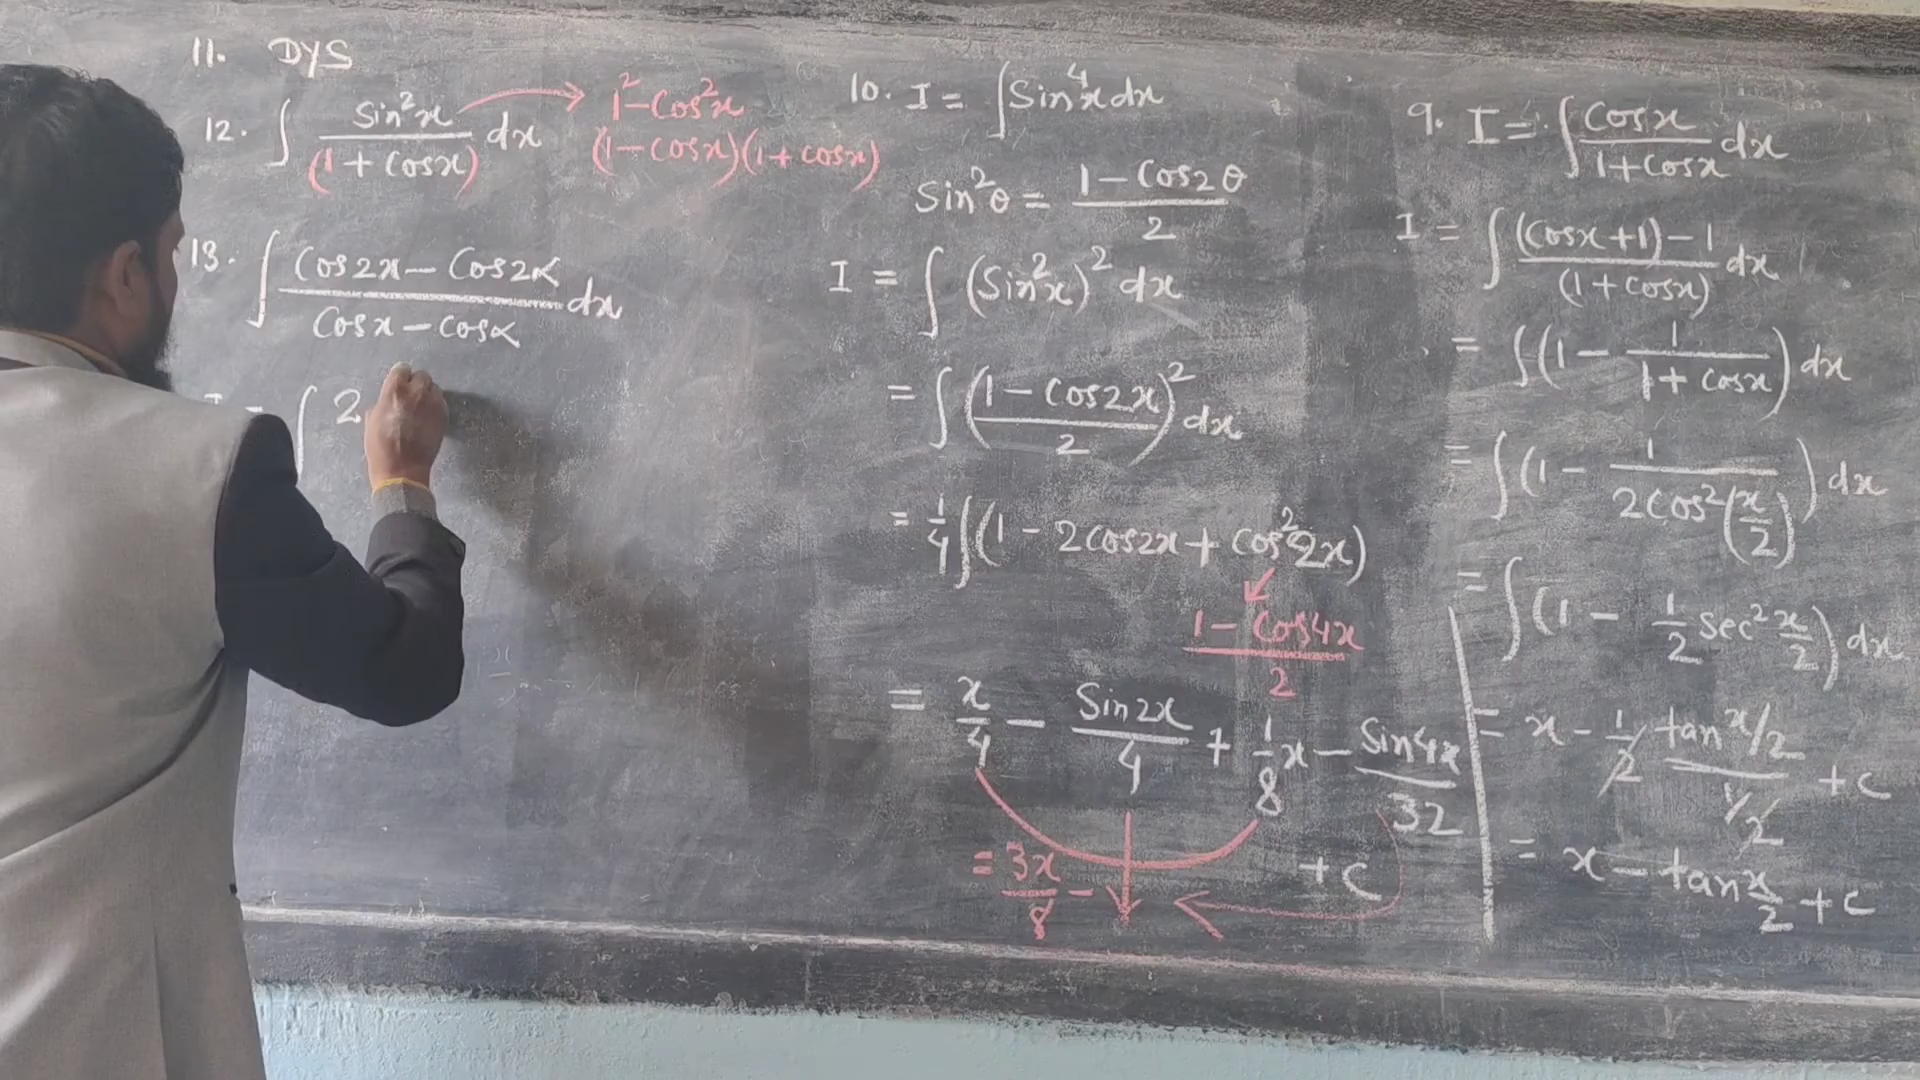 11. DYS
12. ∫ Sin²x / (1 + Cosx) dx → 1² - Cos²x
(1 - cosx)(1 + cosx)
13. ∫ Cos2x - Cos2α / Cosx - cosα dx
I = ∫ 2
10. I = ∫ Sin⁴x dx
Sin²θ = 1 - Cos2θ / 2
I = ∫ (Sin²x)² dx
= ∫ (1 - Cos2x / 2)² dx
= 1/4 ∫ (1 - 2cos2x + cos²2x)
1 - Cos4x / 2
= x/4 - Sin2x / 4 + 1/8 x - Sin4x / 32
+ c
= 3x/8 -
9. I = ∫ Cosx / 1 + cosx dx
I = ∫ (Cosx + 1) - 1 / (1 + cosx) dx
= ∫ (1 - 1 / 1 + cosx) dx
= ∫ (1 - 1 / 2Cos²(x/2)) dx
= ∫ (1 - 1/2 sec² x/2) dx
= x - 1/2 tan x/2 / 1/2 + c
= x - tan x/2 + c